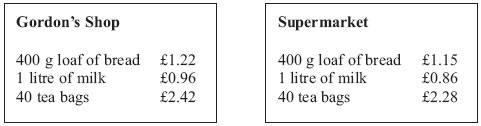 Gordon's Shop
400 g loaf of bread £1.22
1 litre of milk £0.96
40 tea bags £2.42
Supermarket
400 g loaf of bread £1.15
1 litre of milk £0.86
40 tea bags £2.28